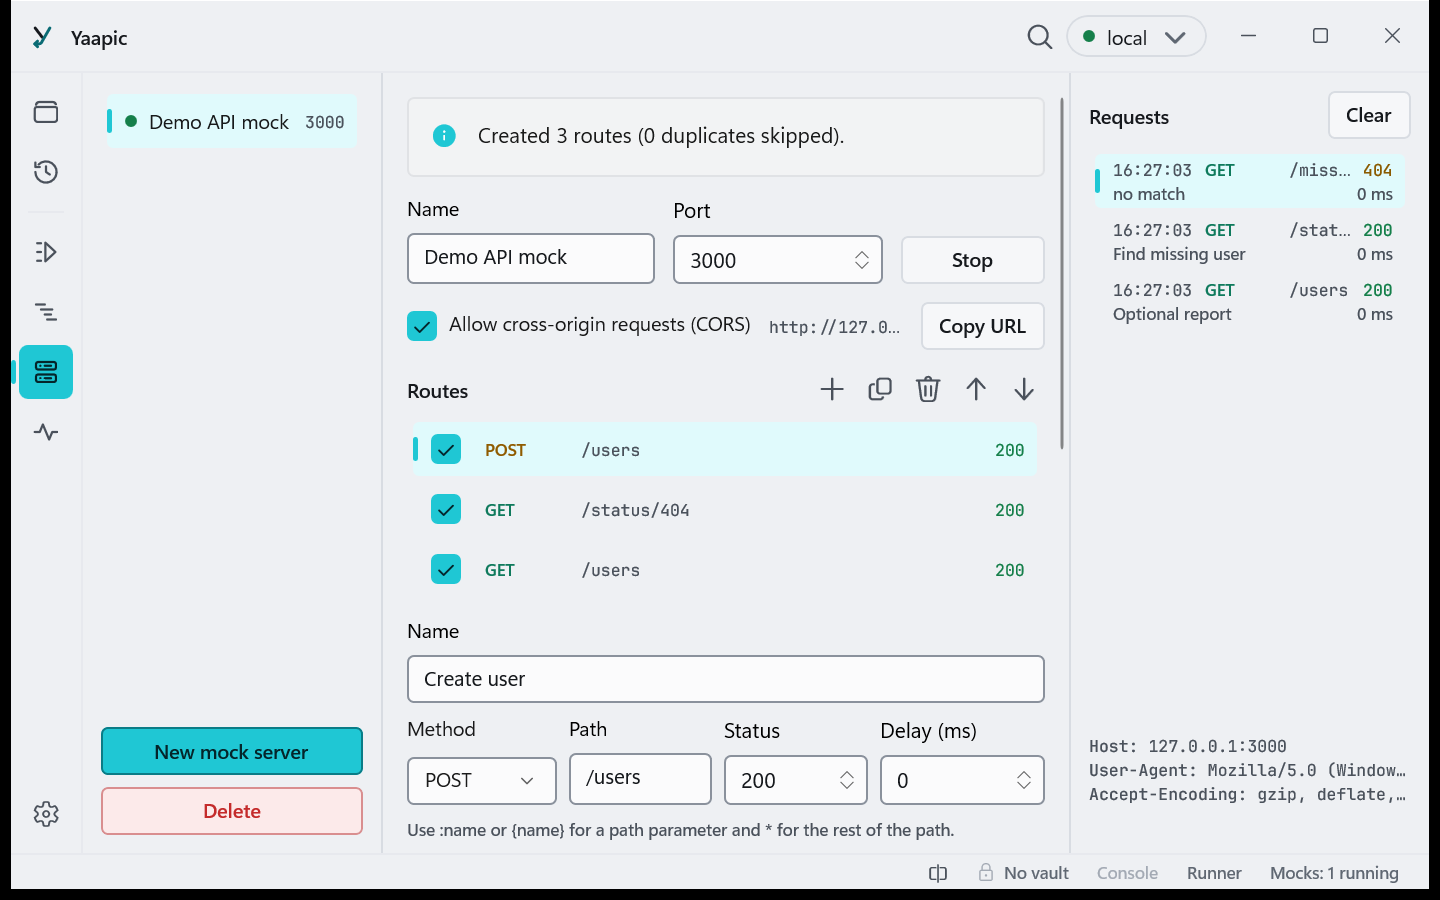 Yaapic
local
Demo API mock 3000
New mock server
Delete
Created 3 routes (0 duplicates skipped).
Name
Port
Demo API mock
3000
Stop
Allow cross-origin requests (CORS)
http://127.0…
Copy URL
Routes
POST /users 200
GET /status/404 200
GET /users 200
Name
Create user
Method
Path
Status
Delay (ms)
POST
/users
200
0
Use :name or {name} for a path parameter and * for the rest of the path.
Requests
Clear
16:27:03 GET /miss… 404
no match 0 ms
16:27:03 GET /stat… 200
Find missing user 0 ms
16:27:03 GET /users 200
Optional report 0 ms
Host: 127.0.0.1:3000
User-Agent: Mozilla/5.0 (Window…
Accept-Encoding: gzip, deflate,…
No vault
Console
Runner
Mocks: 1 running